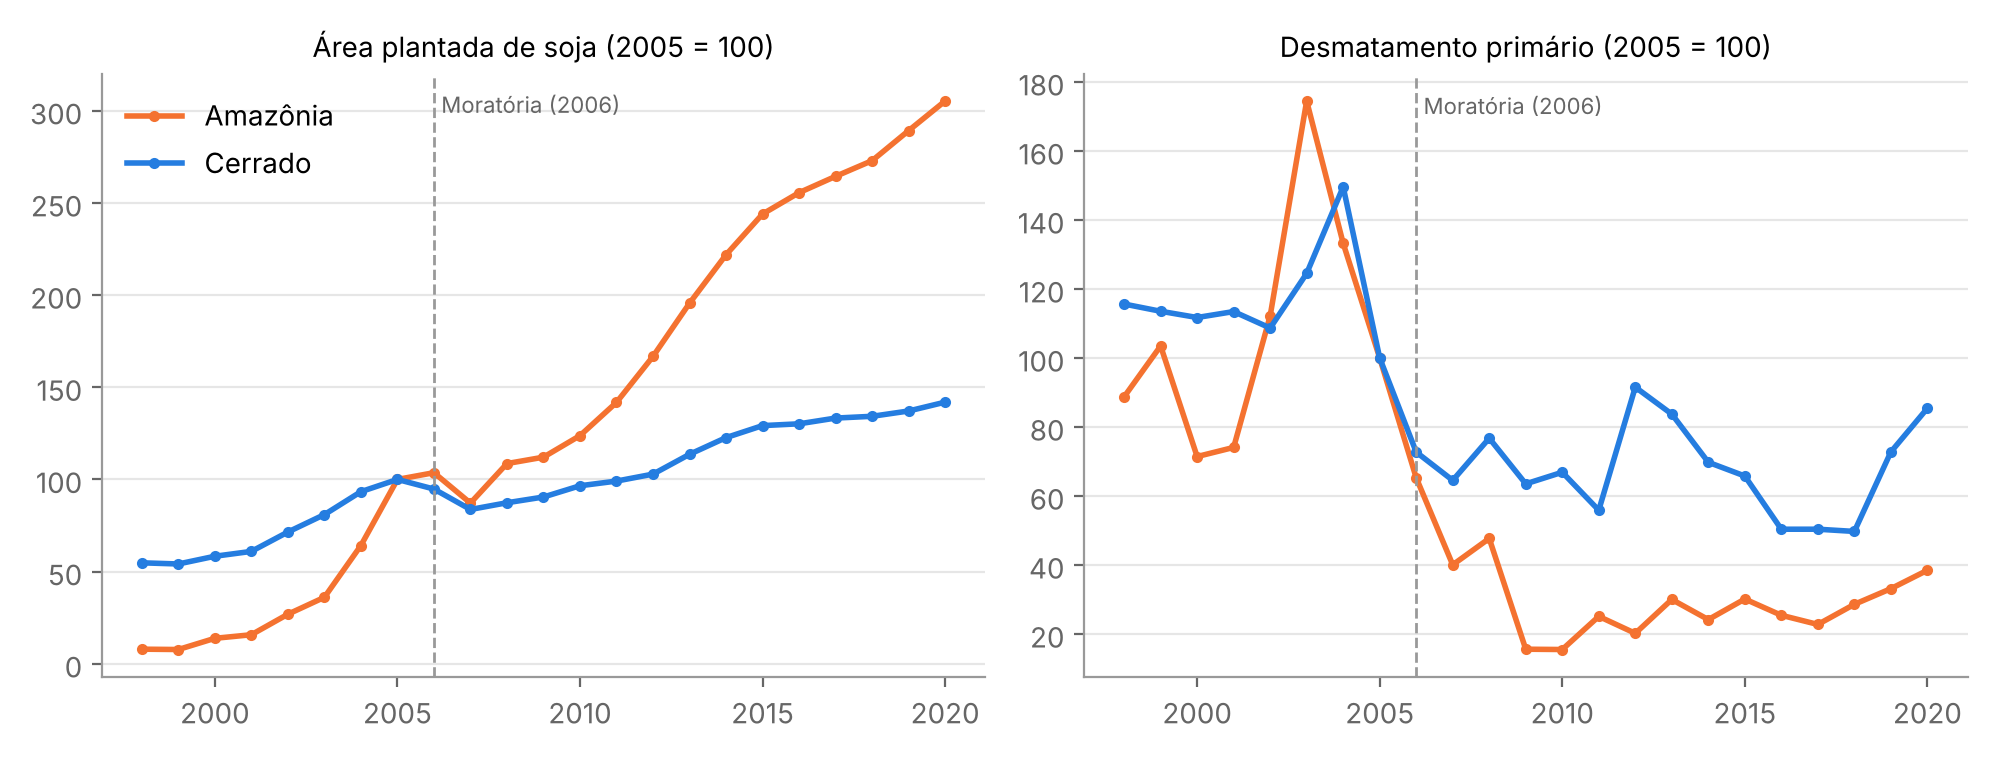 Área plantada de soja (2005 = 100)
300
250
200
150
100
50
0
Amazônia
Cerrado
Moratória (2006)
2000 2005 2010 2015 2020
Desmatamento primário (2005 = 100)
180
160
140
120
100
80
60
40
20
Moratória (2006)
2000 2005 2010 2015 2020